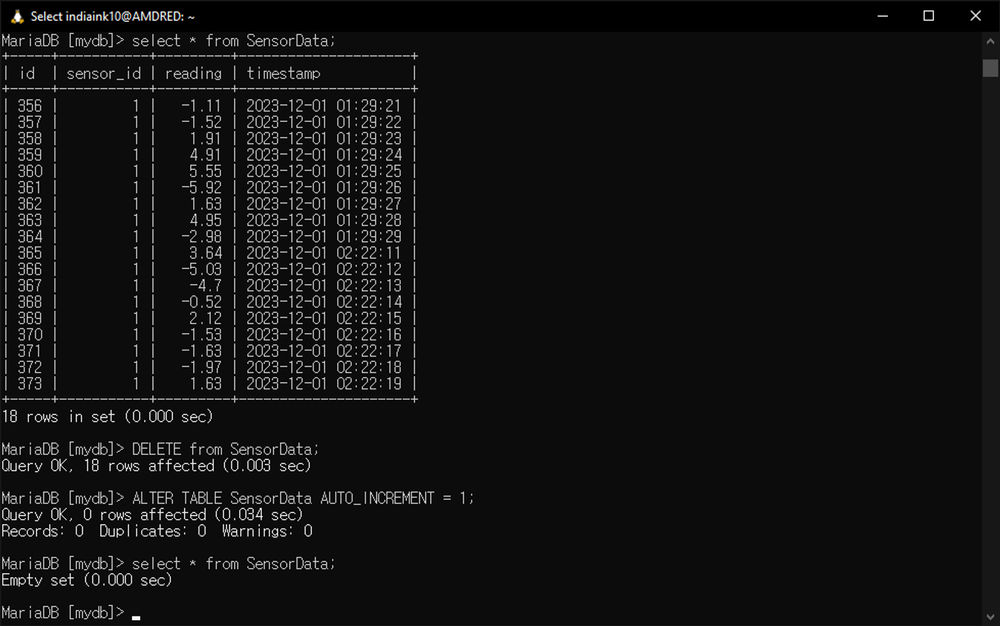 Select indiaink10@AMDRED: ~
MariaDB [mydb]> select * from SensorData;
+-----+-----------+---------+---------------------+
| id  | sensor_id | reading | timestamp           |
+-----+-----------+---------+---------------------+
| 356 |         1 |   -1.11 | 2023-12-01 01:29:21 |
| 357 |         1 |   -1.52 | 2023-12-01 01:29:22 |
| 358 |         1 |    1.91 | 2023-12-01 01:29:23 |
| 359 |         1 |    4.91 | 2023-12-01 01:29:24 |
| 360 |         1 |    5.55 | 2023-12-01 01:29:25 |
| 361 |         1 |   -5.92 | 2023-12-01 01:29:26 |
| 362 |         1 |    1.63 | 2023-12-01 01:29:27 |
| 363 |         1 |    4.95 | 2023-12-01 01:29:28 |
| 364 |         1 |   -2.98 | 2023-12-01 01:29:29 |
| 365 |         1 |    3.64 | 2023-12-01 02:22:11 |
| 366 |         1 |   -5.03 | 2023-12-01 02:22:12 |
| 367 |         1 |    -4.7 | 2023-12-01 02:22:13 |
| 368 |         1 |   -0.52 | 2023-12-01 02:22:14 |
| 369 |         1 |    2.12 | 2023-12-01 02:22:15 |
| 370 |         1 |   -1.53 | 2023-12-01 02:22:16 |
| 371 |         1 |   -1.63 | 2023-12-01 02:22:17 |
| 372 |         1 |   -1.97 | 2023-12-01 02:22:18 |
| 373 |         1 |    1.63 | 2023-12-01 02:22:19 |
+-----+-----------+---------+---------------------+
18 rows in set (0.000 sec)
MariaDB [mydb]> DELETE from SensorData;
Query OK, 18 rows affected (0.003 sec)
MariaDB [mydb]> ALTER TABLE SensorData AUTO_INCREMENT = 1;
Query OK, 0 rows affected (0.034 sec)
Records: 0  Duplicates: 0  Warnings: 0
MariaDB [mydb]> select * from SensorData;
Empty set (0.000 sec)
MariaDB [mydb]>